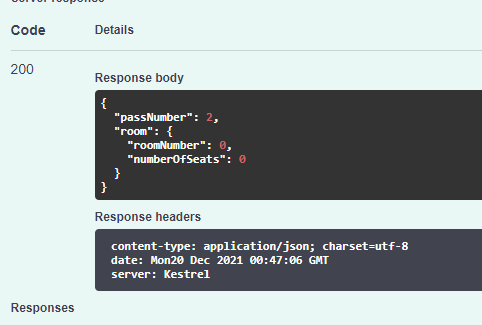 Server response
Code
Details
200
Response body
{
  "passNumber": 2,
  "room": {
    "roomNumber": 0,
    "numberOfSeats": 0
  }
}
Response headers
content-type: application/json; charset=utf-8
date: Mon20 Dec 2021 00:47:06 GMT
server: Kestrel
Responses